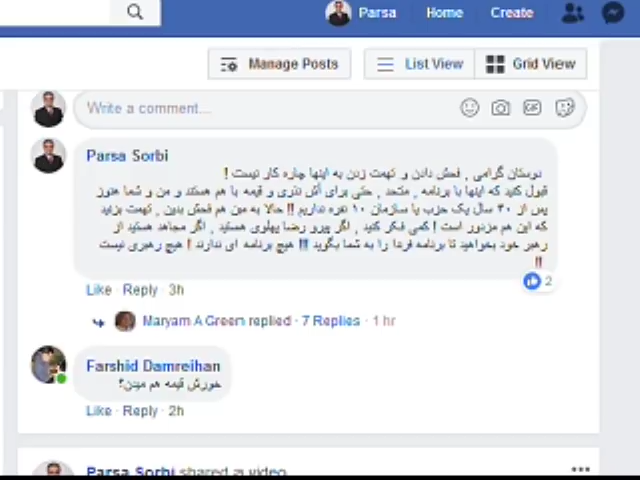 Parsa
Home
Create
Manage Posts
List View
Grid View
Write a comment...
GIF
Parsa Sorbi
دوستان گرامی , فحش دادن و تهمت زدن به اینها چاره کار نیست !
قبول کنید که اینها با برنامه , متحد , حتی برای آش نذری و قیمه با هم هستند و من و شما هنوز
پس از ۴۰ سال یک حزب یا سازمان ۱۰ نفره نداریم !! حالا به من هم فحش بدین , تهمت بزنید
که این هم مزدور است ! کمی فکر کنید , اگر پیرو رضا پهلوی هستید , اگر مجاهد هستید از
رهبر خود بخواهید تا برنامه فردا را به شما بگوید !!! هیچ برنامه ای ندارند ! هیچ رهبری نیست
!!
2
Like · Reply · 3h
Maryam A Green replied · 7 Replies · 1 hr
Farshid Damreihan
خورش قیمه هم میدن؟
Like · Reply · 2h
Parsa Sorbi shared a video